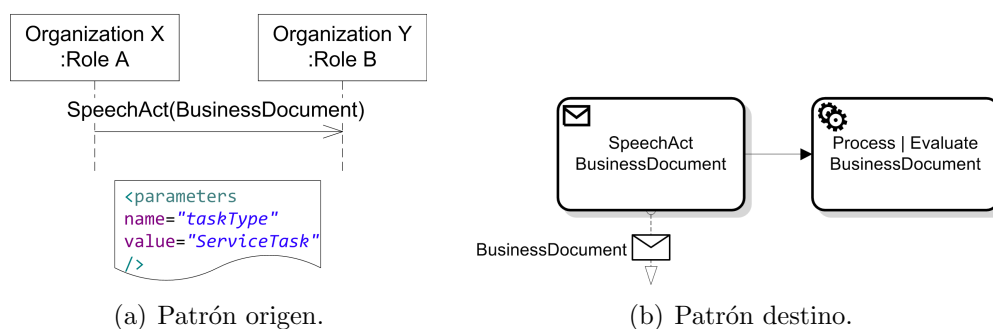 Organization X
:Role A
Organization Y
:Role B
SpeechAct(BusinessDocument)
<parameters
name="taskType"
value="ServiceTask"
/>
(a) Patrón origen.
SpeechAct
BusinessDocument
Process | Evaluate
BusinessDocument
BusinessDocument
(b) Patrón destino.